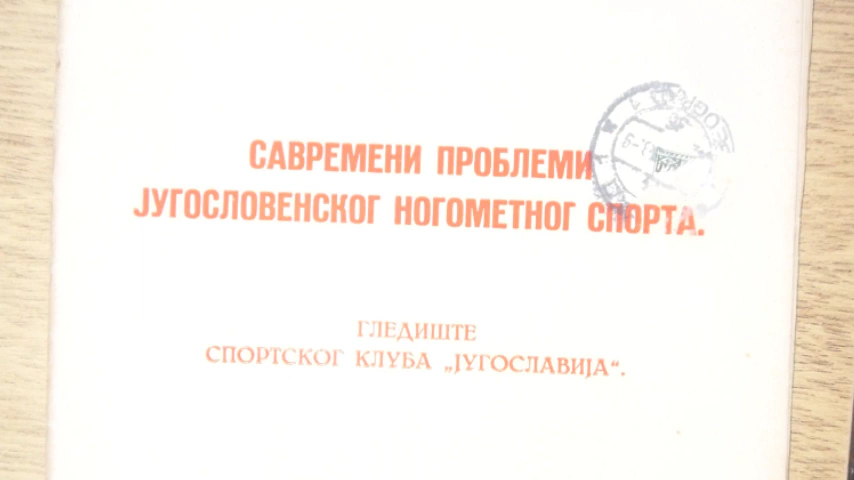 САВРЕМЕНИ ПРОБЛЕМИ
ЈУГОСЛОВЕНСКОГ НОГОМЕТНОГ СПОРТА.
ГЛЕДИШТЕ
СПОРТСКОГ КЛУБА „ЈУГОСЛАВИЈА“.